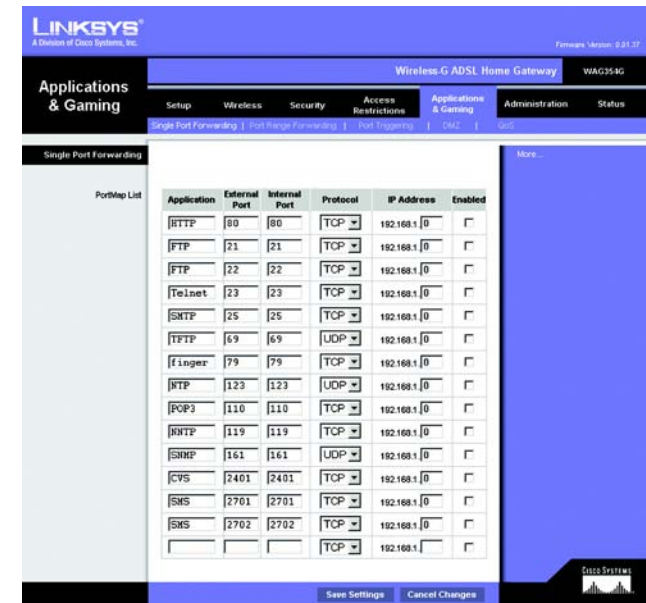 LINKSYS®
A Division of Cisco Systems, Inc.
Firmware Version: 0.01.37
Wireless-G ADSL Home Gateway WAG354G
Applications & Gaming
Setup Wireless Security Access Restrictions Applications & Gaming Administration Status
Single Port Forwarding | Port Range Forwarding | Port Triggering | DMZ | QoS
Single Port Forwarding
More...
PortMap List
Application External Port Internal Port Protocol IP Address Enabled
HTTP 80 80 TCP 192.168.1.0
FTP 21 21 TCP 192.168.1.0
FTP 22 22 TCP 192.168.1.0
Telnet 23 23 TCP 192.168.1.0
SMTP 25 25 TCP 192.168.1.0
TFTP 69 69 UDP 192.168.1.0
finger 79 79 TCP 192.168.1.0
NTP 123 123 UDP 192.168.1.0
POP3 110 110 TCP 192.168.1.0
NNTP 119 119 TCP 192.168.1.0
SNMP 161 161 UDP 192.168.1.0
CVS 2401 2401 TCP 192.168.1.0
SMS 2701 2701 TCP 192.168.1.0
SMS 2702 2702 TCP 192.168.1.0
TCP 192.168.1.
Save Settings Cancel Changes
CISCO SYSTEMS